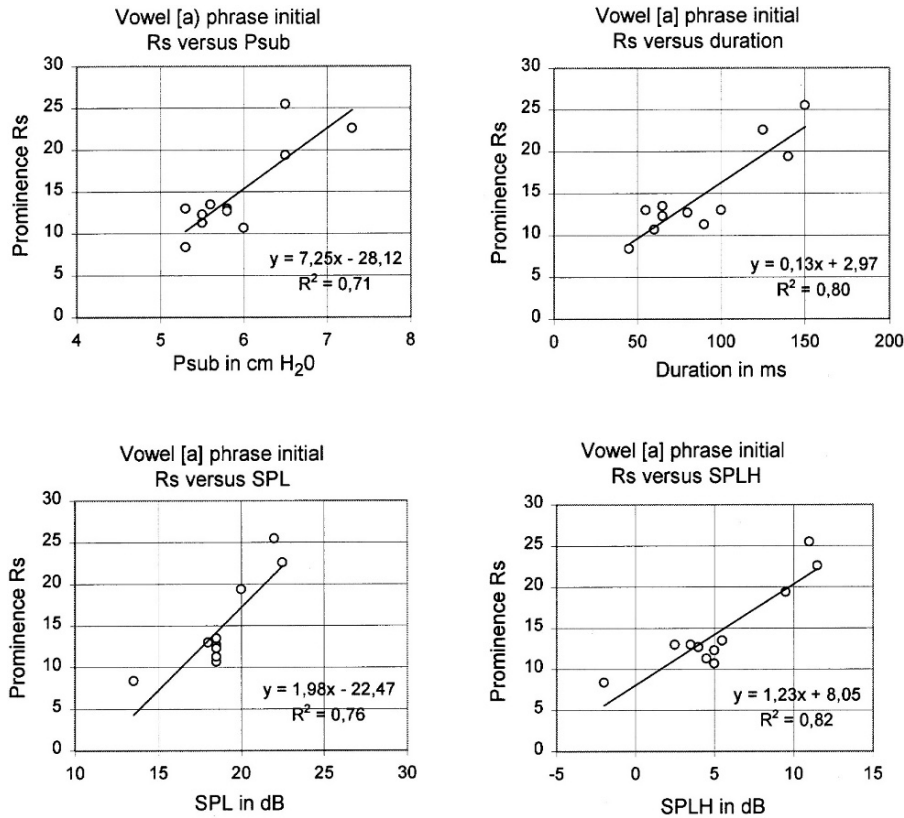 Vowel [a) phrase initial
Rs versus Psub
30
25
20
15
10
5
0
Prominence Rs
y = 7,25x - 28,12
R² = 0,71
4 5 6 7 8
Psub in cm H₂0
Vowel [a] phrase initial
Rs versus duration
30
25
20
15
10
5
0
Prominence Rs
y = 0,13x + 2,97
R² = 0,80
0 50 100 150 200
Duration in ms
Vowel [a] phrase initial
Rs versus SPL
30
25
20
15
10
5
0
Prominence Rs
y = 1,98x - 22,47
R² = 0,76
10 15 20 25 30
SPL in dB
Vowel [a] phrase initial
Rs versus SPLH
30
25
20
15
10
5
0
Prominence Rs
y = 1,23x + 8,05
R² = 0,82
-5 0 5 10 15
SPLH in dB